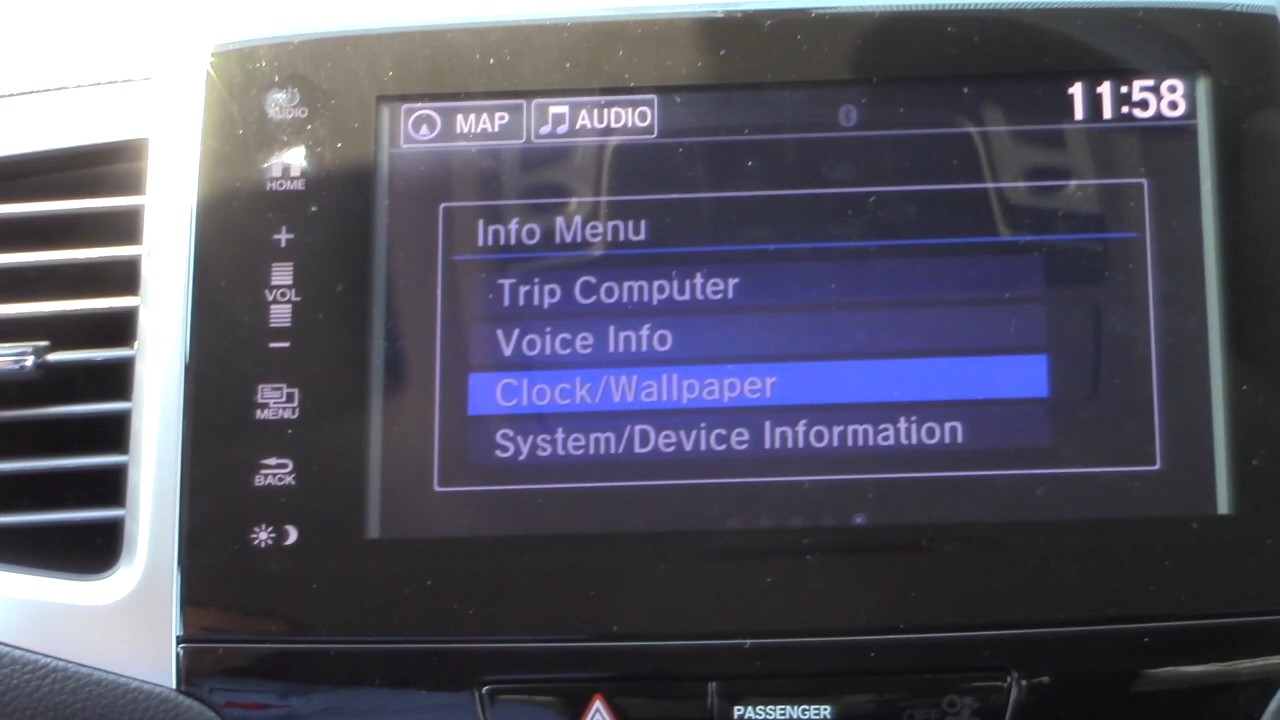 AUDIO
HOME
+
VOL
−
MENU
BACK
MAP
AUDIO
11:58
Info Menu
Trip Computer
Voice Info
Clock/Wallpaper
System/Device Information
PASSENGER
OFF